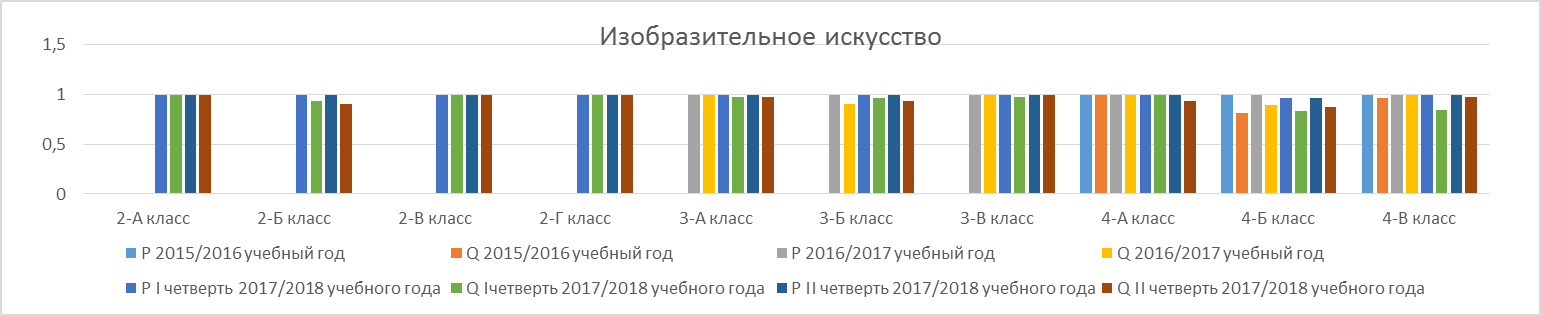 Изобразительное искусство
1,5
1
0,5
0
2-А класс 2-Б класс 2-В класс 2-Г класс 3-А класс 3-Б класс 3-В класс 4-А класс 4-Б класс 4-В класс
P 2015/2016 учебный год Q 2015/2016 учебный год P 2016/2017 учебный год Q 2016/2017 учебный год
P I четверть 2017/2018 учебного года Q Iчетверть 2017/2018 учебного года P II четверть 2017/2018 учебного года Q II четверть 2017/2018 учебного года